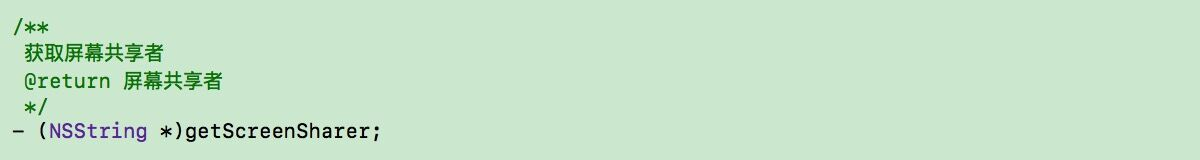 /**
 获取屏幕共享者
 @return 屏幕共享者
 */
- (NSString *)getScreenSharer;